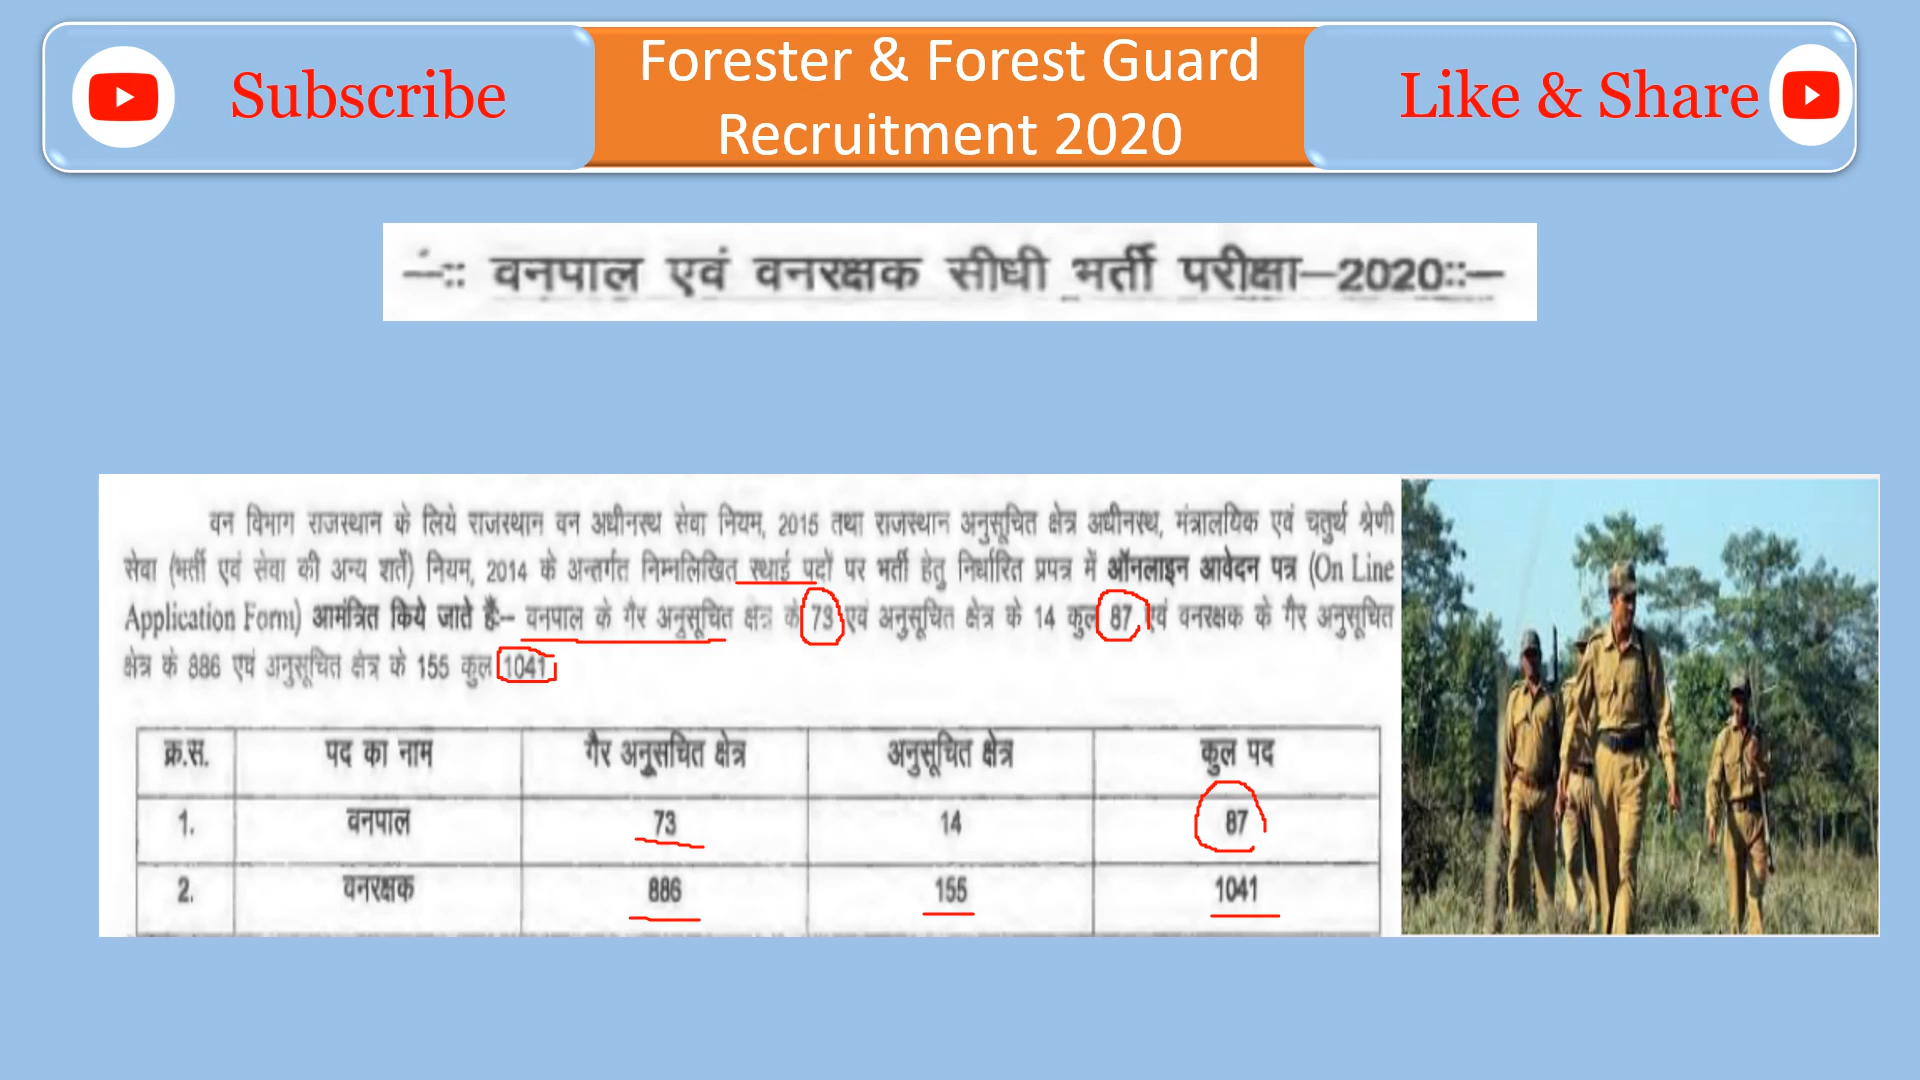 Subscribe
Forester & Forest Guard
Recruitment 2020
Like & Share
—:: वनपाल एवं वनरक्षक सीधी भर्ती परीक्षा—2020::—
वन विभाग राजस्थान के लिये राजस्थान वन अधीनस्थ सेवा नियम, 2015 तथा राजस्थान अनुसूचित क्षेत्र अधीनस्थ, मंत्रालयिक एवं चतुर्थ श्रेणी
सेवा (भर्ती एवं सेवा की अन्य शर्तें) नियम, 2014 के अन्तर्गत निम्नलिखित स्थाई पदों पर भर्ती हेतु निर्धारित प्रपत्र में ऑनलाइन आवेदन पत्र (On Line
Application Form) आमंत्रित किये जाते हैः– वनपाल के गैर अनुसूचित क्षेत्र के 73 एवं अनुसूचित क्षेत्र के 14 कुल 87, एवं वनरक्षक के गैर अनुसूचित
क्षेत्र के 886 एवं अनुसूचित क्षेत्र के 155 कुल 1041
क्र.स. पद का नाम गैर अनुसूचित क्षेत्र अनुसूचित क्षेत्र कुल पद
1. वनपाल 73 14 87
2. वनरक्षक 886 155 1041